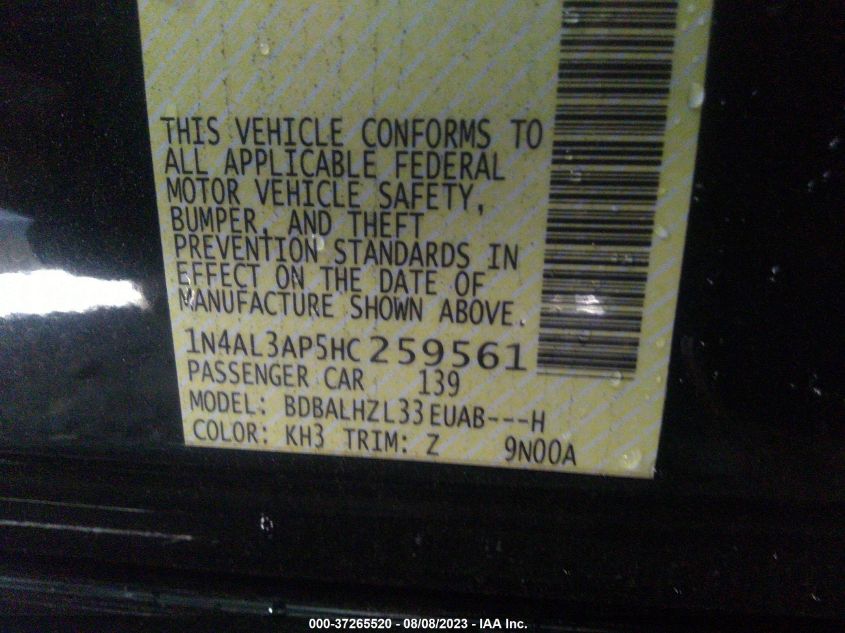 THIS VEHICLE CONFORMS TO
ALL APPLICABLE FEDERAL
MOTOR VEHICLE SAFETY,
BUMPER, AND THEFT
PREVENTION STANDARDS IN
EFFECT ON THE DATE OF
MANUFACTURE SHOWN ABOVE.
1N4AL3AP5HC259561
PASSENGER CAR 139
MODEL: BDBALHZL33EUAB---H
COLOR: KH3 TRIM: Z 9N00A
000-37265520 - 08/08/2023 - IAA Inc.